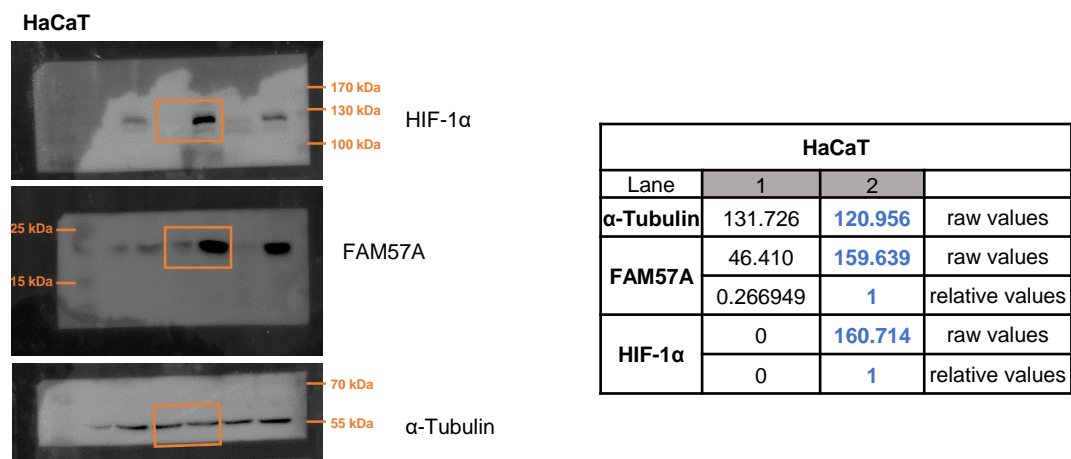 HaCaT
170 kDa
130 kDa
HIF-1α
100 kDa
25 kDa
FAM57A
15 kDa
70 kDa
55 kDa
α-Tubulin
HaCaT
Lane 1 2
α-Tubulin 131.726 120.956 raw values
FAM57A 46.410 159.639 raw values
0.266949 1 relative values
HIF-1α 0 160.714 raw values
0 1 relative values